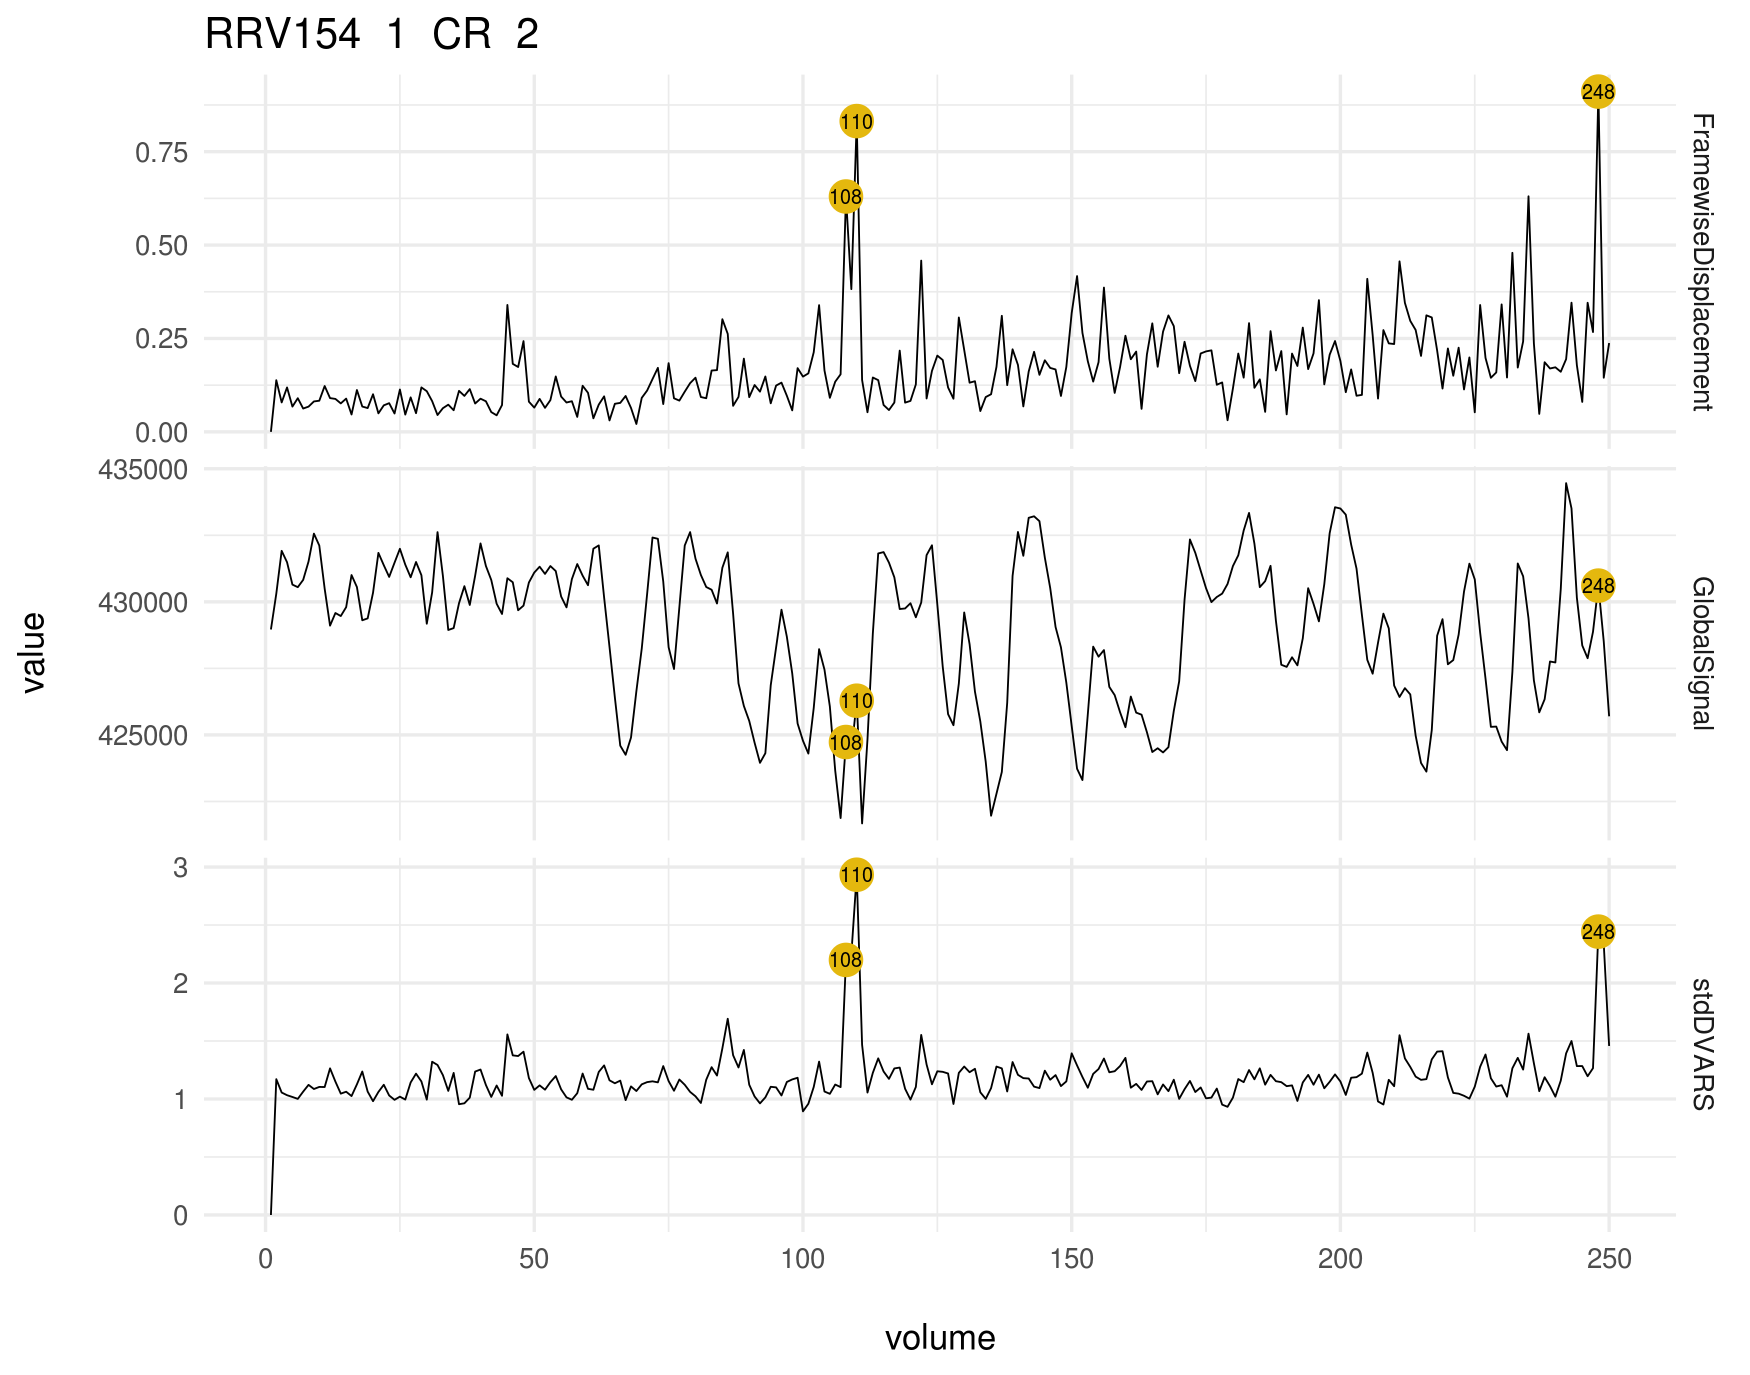 RRV154 1 CR 2
0.75
0.50
0.25
0.00
248
110
108
FramewiseDisplacement
435000
430000
425000
248
110
108
GlobalSignal
3
2
1
0
110
248
108
stdDVARS
value
0 50 100 150 200 250
volume